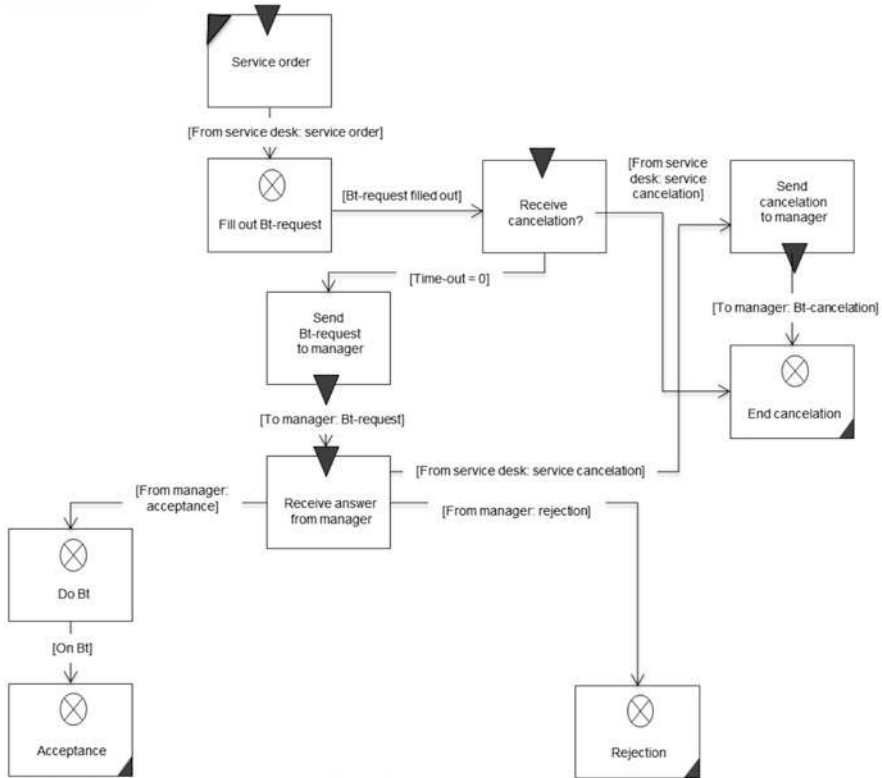 Service order
[From service desk: service order]
Fill out Bt-request
[Bt-request filled out]
Receive
cancelation?
[From service
desk: service
cancelation]
Send
cancelation
to manager
[Time-out = 0]
Send
Bt-request
to manager
[To manager: Bt-cancelation]
End cancelation
[To manager: Bt-request]
Receive answer
from manager
[From service desk: service cancelation]
[From manager:
acceptance]
[From manager: rejection]
Do Bt
[On Bt]
Acceptance
Rejection